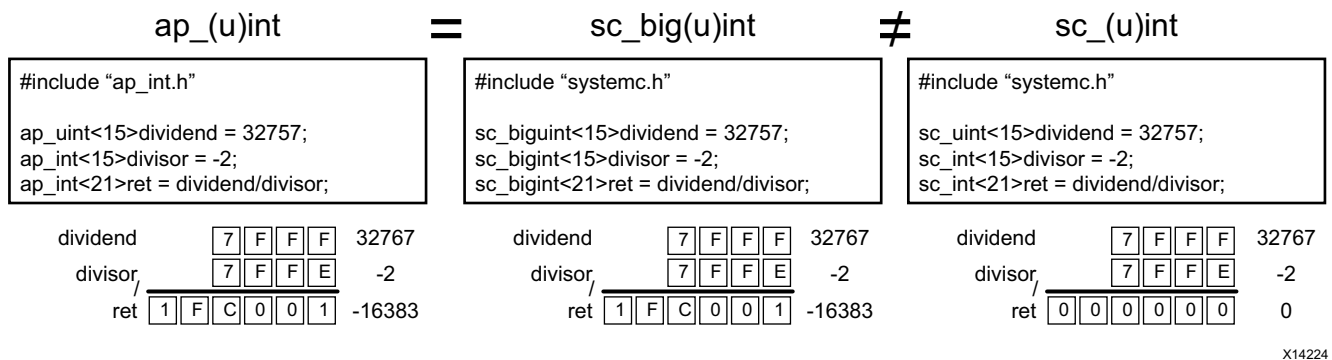 ap_(u)int = sc_big(u)int ≠ sc_(u)int
#include “ap_int.h”
ap_uint<15>dividend = 32757;
ap_int<15>divisor = -2;
ap_int<21>ret = dividend/divisor;
#include “systemc.h”
sc_biguint<15>dividend = 32757;
sc_bigint<15>divisor = -2;
sc_bigint<21>ret = dividend/divisor;
#include “systemc.h”
sc_uint<15>dividend = 32757;
sc_int<15>divisor = -2;
sc_int<21>ret = dividend/divisor;
dividend 7 F F F 32767
divisor 7 F F E -2
/
ret 1 F C 0 0 1 -16383
dividend 7 F F F 32767
divisor 7 F F E -2
/
ret 1 F C 0 0 1 -16383
dividend 7 F F F 32767
divisor 7 F F E -2
/
ret 0 0 0 0 0 0 0
X14224